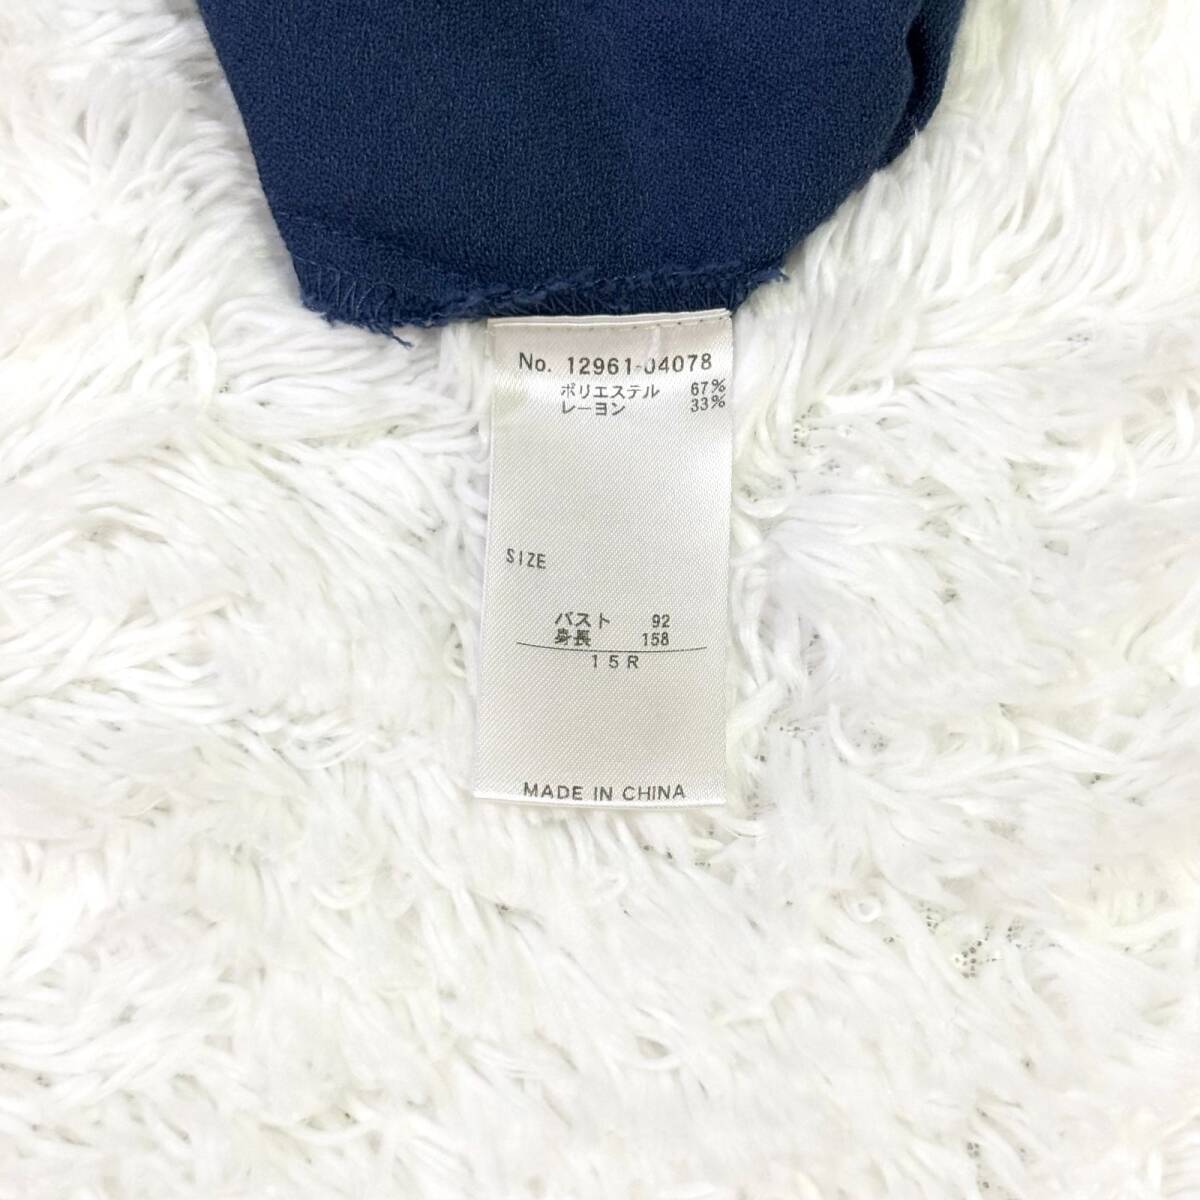 No. 12961-04078
ポリエステル 67%
レーヨン 33%
SIZE
バスト 92
身長 158
15R
MADE IN CHINA